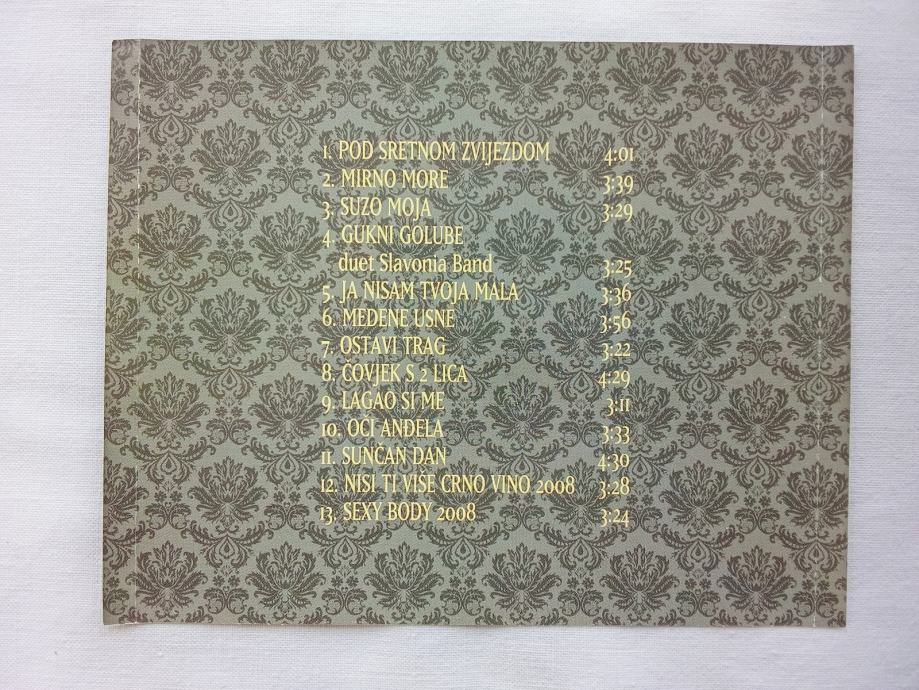 1. POD SRETNOM ZVIJEZDOM 4:01
2. MIRNO MORE 3:39
3. SUZO MOJA 3:29
4. GUKNI GOLUBE
duet Slavonia Band 3:25
5. JA NISAM TVOJA MALA 3:36
6. MEDENE USNE 3:56
7. OSTAVI TRAG 3:22
8. ČOVJEK S 2 LICA 4:29
9. LAGAO SI ME 3:11
10. OČI ANĐELA 3:33
11. SUNČAN DAN 4:30
12. NISI TI VIŠE CRNO VINO 2008 3:28
13. SEXY BODY 2008 3:24